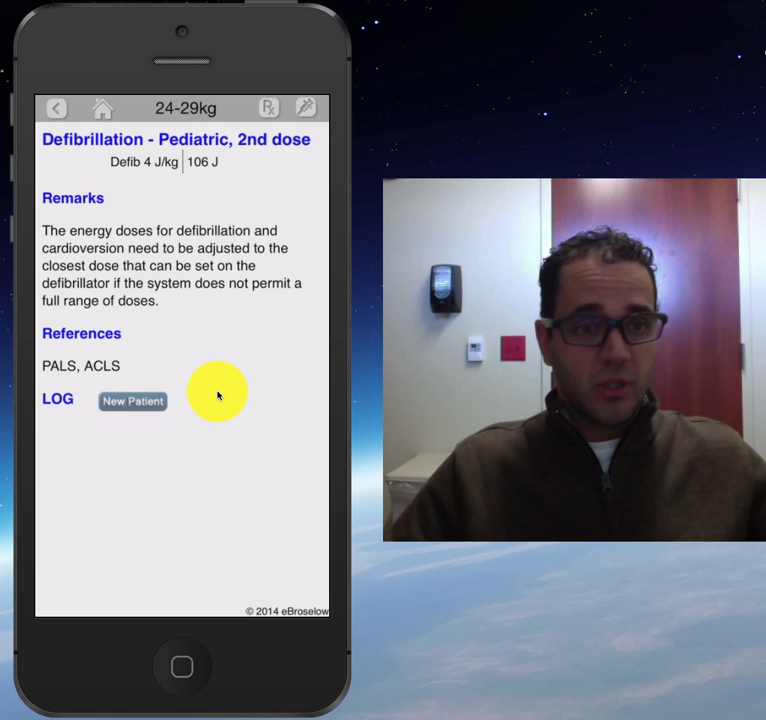 24-29kg
Rx
Defibrillation - Pediatric, 2nd dose
Defib 4 J/kg 106 J
Remarks
The energy doses for defibrillation and
cardioversion need to be adjusted to the
closest dose that can be set on the
defibrillator if the system does not permit a
full range of doses.
References
PALS, ACLS
LOG New Patient
© 2014 eBroselow